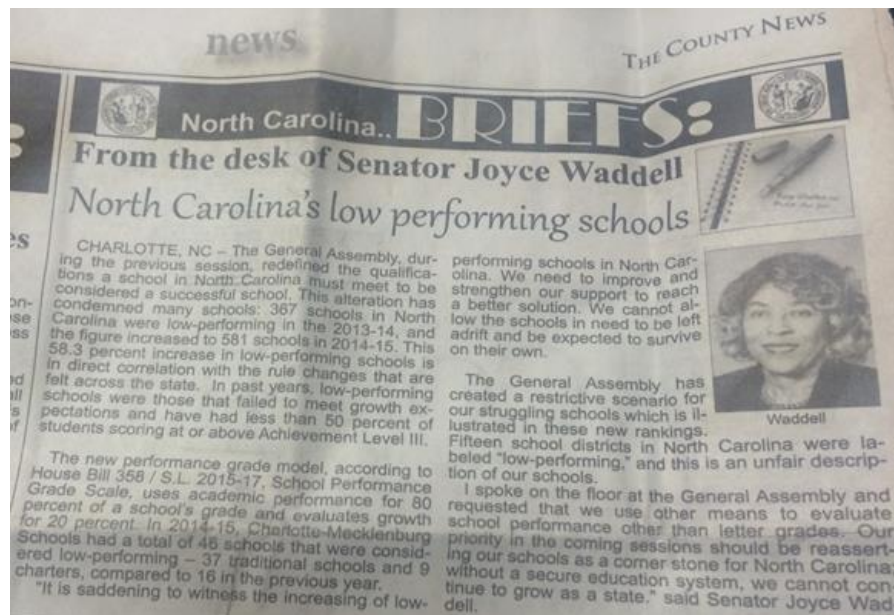 news
THE COUNTY NEWS
North Carolina.. BRIEFS:
From the desk of Senator Joyce Waddell
North Carolina's low performing schools
CHARLOTTE, NC – The General Assembly, dur-
ing the previous session, redefined the qualifica-
tions a school in North Carolina must meet to be
considered a successful school. This alteration has
condemned many schools: 367 schools in North
Carolina were low-performing in the 2013-14, and
the figure increased to 581 schools in 2014-15. This
58.3 percent increase in low-performing schools is
in direct correlation with the rule changes that are
felt across the state. In past years, low-performing
schools were those that failed to meet growth ex-
pectations and have had less than 50 percent of
students scoring at or above Achievement Level III.
The new performance grade model, according to
House Bill 358 / S.L. 2015-17, School Performance
Grade Scale, uses academic performance for 80
percent of a school's grade and evaluates growth
for 20 percent. In 2014-15, Charlotte-Mecklenburg
Schools had a total of 46 schools that were consid-
ered low-performing – 37 traditional schools and 9
charters, compared to 16 in the previous year.
"It is saddening to witness the increasing of low-
performing schools in North Car-
olina. We need to improve and
strengthen our support to reach
a better solution. We cannot al-
low the schools in need to be left
adrift and be expected to survive
on their own.
The General Assembly has
created a restrictive scenario for
our struggling schools which is il-
lustrated in these new rankings.
Fifteen school districts in North Carolina were la-
beled "low-performing," and this is an unfair descrip-
tion of our schools.
I spoke on the floor at the General Assembly and
requested that we use other means to evaluate
school performance other than letter grades. Our
priority in the coming sessions should be reassert-
ing our schools as a corner stone for North Carolina;
without a secure education system, we cannot con
tinue to grow as a state," said Senator Joyce Wad
dell.
Waddell